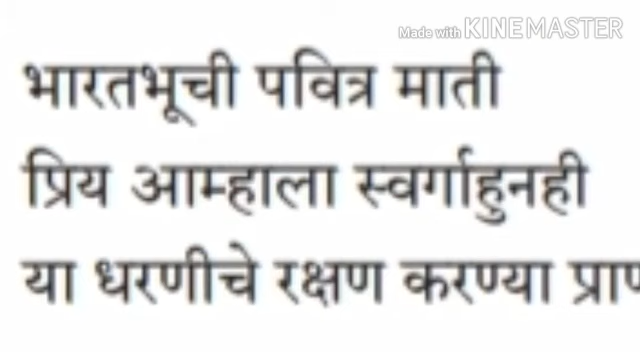 Made with KINEMASTER
भारतभूची पवित्र माती
प्रिय आम्हाला स्वर्गाहुनही
या धरणीचे रक्षण करण्या